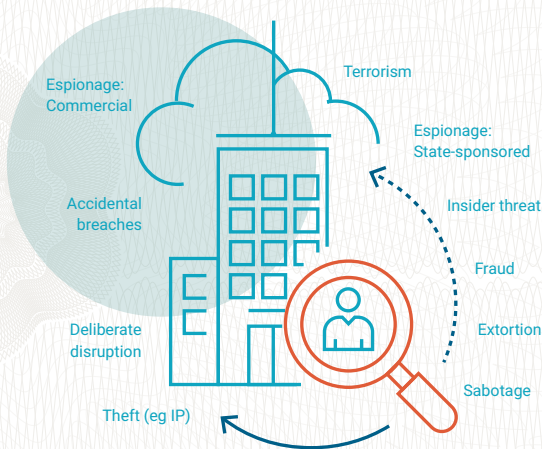 Terrorism
Espionage:
Commercial
Espionage:
State-sponsored
Accidental
breaches
Insider threat
Fraud
Deliberate
disruption
Extortion
Sabotage
Theft (eg IP)